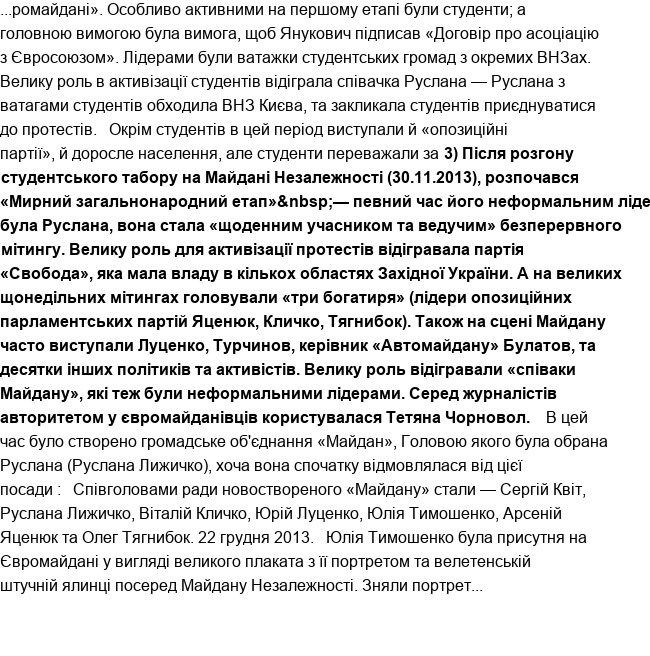 ...ромайдані». Особливо активними на першому етапі були студенти; а
головною вимогою була вимога, щоб Янукович підписав «Договір про асоціацію
з Євросоюзом». Лідерами були ватажки студентських громад з окремих ВНЗах.
Велику роль в активізації студентів відіграла співачка Руслана — Руслана з
ватагами студентів обходила ВНЗ Києва, та закликала студентів приєднуватися
до протестів.   Окрім студентів в цей період виступали й «опозиційні
партії», й доросле населення, але студенти переважали за 3) Після розгону
студентського табору на Майдані Незалежності (30.11.2013), розпочався
«Мирний загальнонародний етап»&nbsp;— певний час його неформальним ліде
була Руслана, вона стала «щоденним учасником та ведучим» безперервного
мітингу. Велику роль для активізації протестів відігравала партія
«Свобода», яка мала владу в кількох областях Західної України. А на великих
щонедільних мітингах головували «три богатиря» (лідери опозиційних
парламентських партій Яценюк, Кличко, Тягнибок). Також на сцені Майдану
часто виступали Луценко, Турчинов, керівник «Автомайдану» Булатов, та
десятки інших політиків та активістів. Велику роль відігравали «співаки
Майдану», які теж були неформальними лідерами. Серед журналістів
авторитетом у євромайданівців користувалася Тетяна Чорновол.    В цей
час було створено громадське об'єднання «Майдан», Головою якого була обрана
Руслана (Руслана Лижичко), хоча вона спочатку відмовлялася від цієї
посади :   Співголовами ради новоствореного «Майдану» стали — Сергій Квіт,
Руслана Лижичко, Віталій Кличко, Юрій Луценко, Юлія Тимошенко, Арсеній
Яценюк та Олег Тягнибок. 22 грудня 2013.   Юлія Тимошенко була присутня на
Євромайдані у вигляді великого плаката з її портретом та велетенській
штучній ялинці посеред Майдану Незалежності. Зняли портрет...